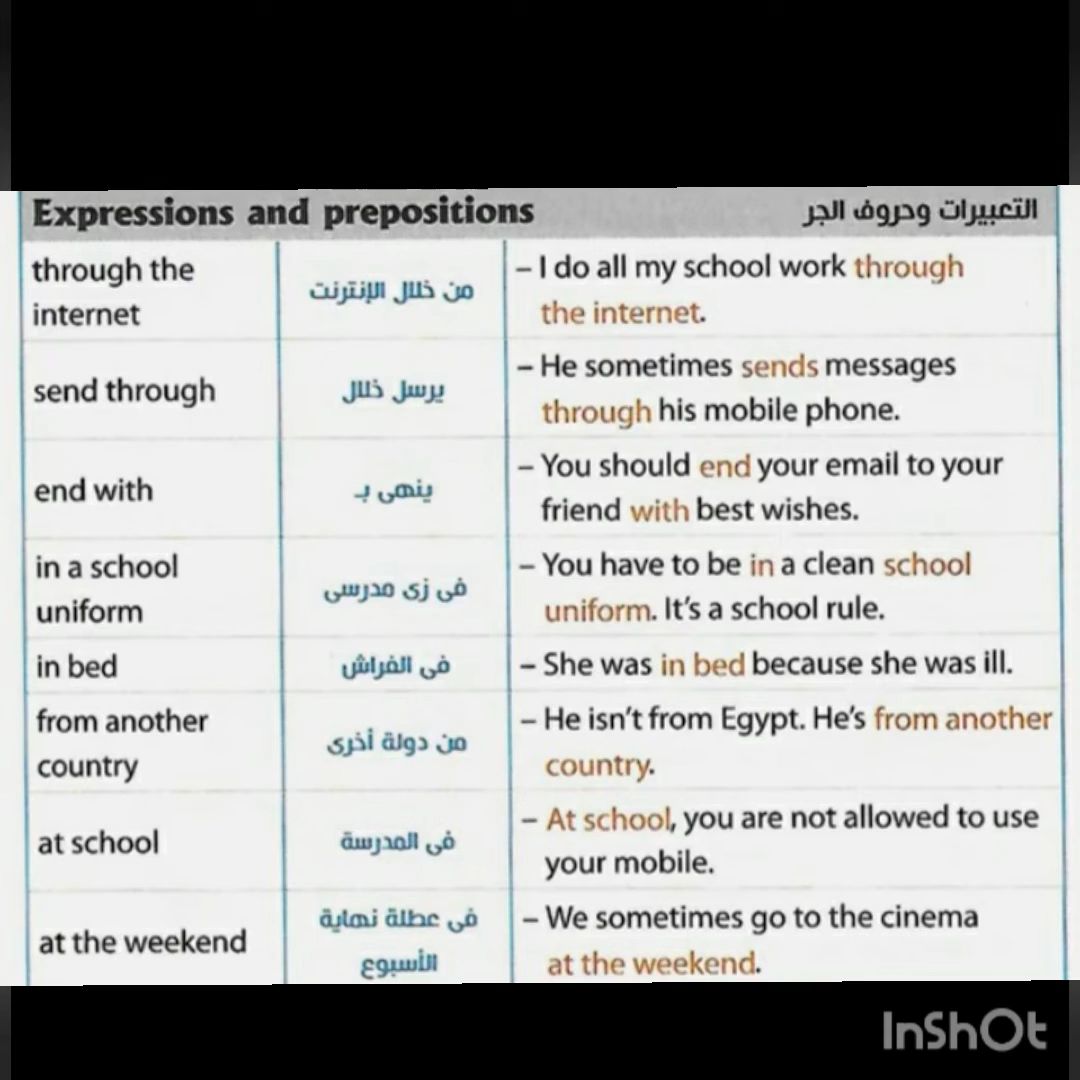 Expressions and prepositions التعبيرات وحروف الجر
through the
internet
من خلال الإنترنت
– I do all my school work through
the internet.
send through
يرسل خلال
– He sometimes sends messages
through his mobile phone.
end with
ينهى بـ
– You should end your email to your
friend with best wishes.
in a school
uniform
فى زى مدرسى
– You have to be in a clean school
uniform. It's a school rule.
in bed
فى الفراش
– She was in bed because she was ill.
from another
country
من دولة أخرى
– He isn't from Egypt. He's from another
country.
at school
فى المدرسة
– At school, you are not allowed to use
your mobile.
at the weekend
فى عطلة نهاية
الأسبوع
– We sometimes go to the cinema
at the weekend.
InShOt